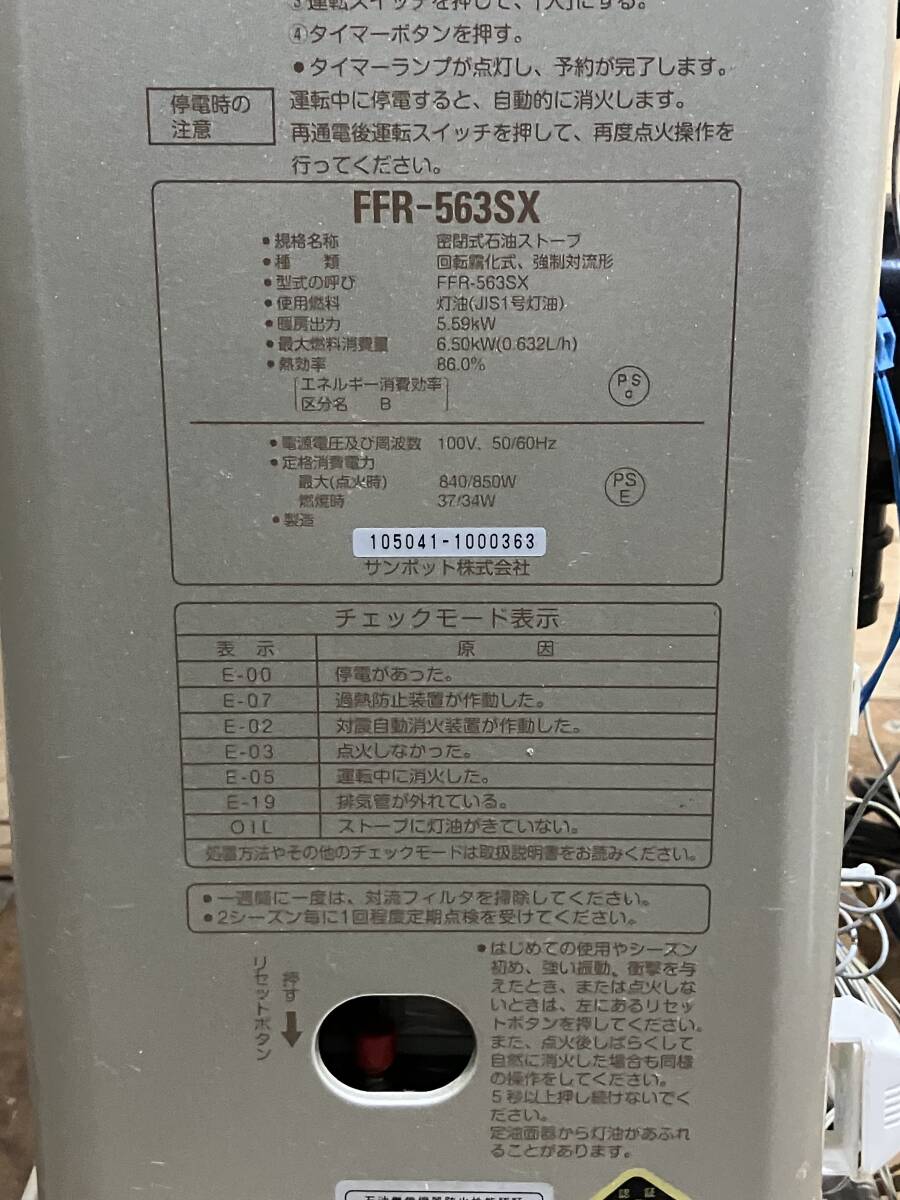 ③運転スイッチを押して、「入」にする。
④タイマーボタンを押す。
●タイマーランプが点灯し、予約が完了します。
停電時の
注意
運転中に停電すると、自動的に消火します。
再通電後運転スイッチを押して、再度点火操作を
行ってください。
FFR-563SX
●規格名称 密閉式石油ストーブ
●種類 回転霧化式、強制対流形
●型式の呼び FFR-563SX
●使用燃料 灯油(JIS1号灯油)
●暖房出力 5.59kW
●最大燃料消費量 6.50kW(0.632L/h)
●熱効率 86.0%
エネルギー消費効率
区分名 B
PS
C
●電源電圧及び周波数 100V、50/60Hz
●定格消費電力
最大(点火時) 840/850W
燃焼時 37/34W
PS
E
●製造
105041-1000363
サンポット株式会社
チェックモード表示
表示 原因
E-00 停電があった。
E-07 過熱防止装置が作動した。
E-02 対震自動消火装置が作動した。
E-03 点火しなかった。
E-05 運転中に消火した。
E-19 排気管が外れている。
OIL ストーブに灯油がきていない。
処置方法やその他のチェックモードは取扱説明書をお読みください。
●一週間に一度は、対流フィルタを掃除してください。
●2シーズン毎に1回程度定期点検を受けてください。
押す
リセットボタン
●はじめての使用やシーズン
初め、強い振動、衝撃を与
えたとき、または点火しな
いときは、左にあるリセッ
トボタンを押してください。
また、点火後しばらくして
自然に消火した場合も同様
の操作をしてください。
5秒以上押し続けないでく
ださい。
定油面器から灯油があふれ
ることがあります。
認証